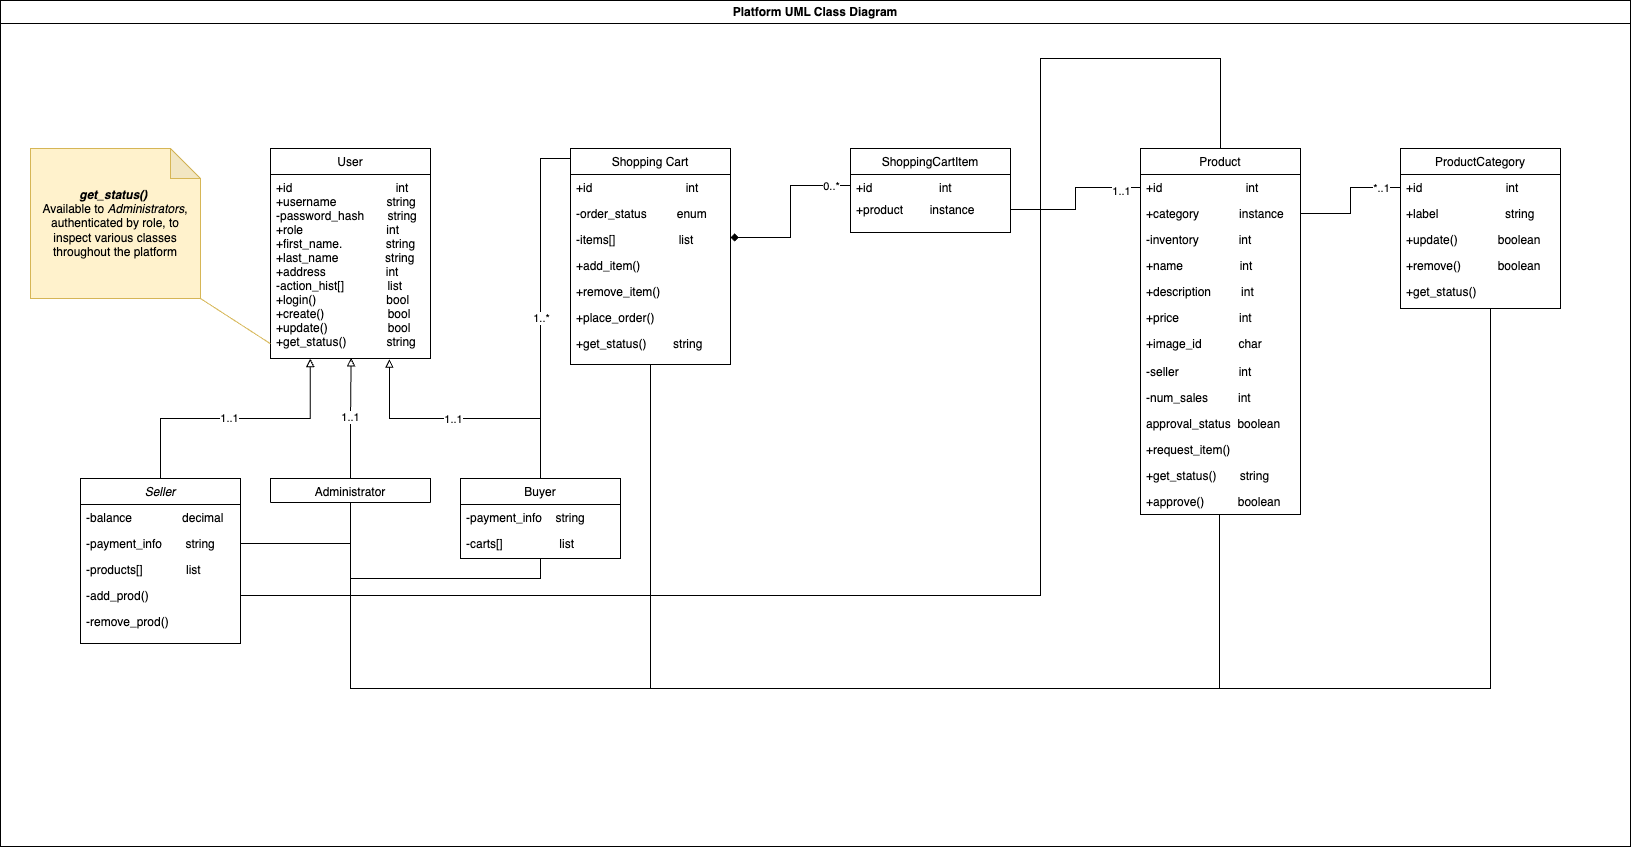 Platform UML Class Diagram
get_status()
Available to Administrators,
authenticated by role, to
inspect various classes
throughout the platform
User
+id int
+username string
-password_hash string
+role int
+first_name. string
+last_name string
+address int
-action_hist[] list
+login() bool
+create() bool
+update() bool
+get_status() string
Shopping Cart
+id int
-order_status enum
-items[] list
+add_item()
+remove_item()
+place_order()
+get_status() string
ShoppingCartItem
+id int
+product instance
Product
+id int
+category instance
-inventory int
+name int
+description int
+price int
+image_id char
-seller int
-num_sales int
approval_status boolean
+request_item()
+get_status() string
+approve() boolean
ProductCategory
+id int
+label string
+update() boolean
+remove() boolean
+get_status()
0..*
1..1
*..1
1..*
1..1
1..1
1..1
Seller
-balance decimal
-payment_info string
-products[] list
-add_prod()
-remove_prod()
Administrator
Buyer
-payment_info string
-carts[] list